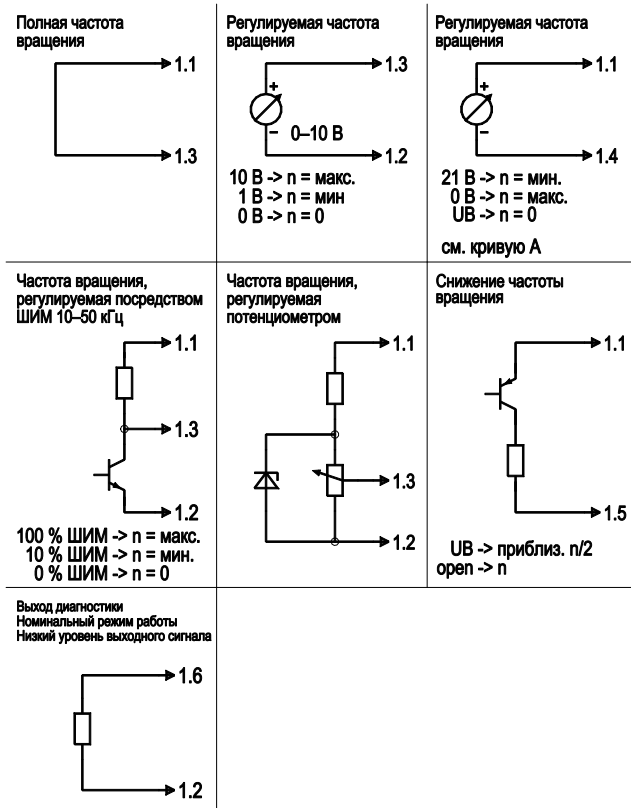 Полная частота
вращения
1.1
1.3
Регулируемая частота
вращения
1.3
+
–
0–10 В
1.2
10 В -> n = макс.
1 В -> n = мин
0 В -> n = 0
Регулируемая частота
вращения
1.1
+
–
1.4
21 В -> n = мин.
0 В -> n = макс.
UB -> n = 0
см. кривую А
Частота вращения,
регулируемая посредством
ШИМ 10–50 кГц
1.1
1.3
1.2
100 % ШИМ -> n = макс.
10 % ШИМ -> n = мин.
0 % ШИМ -> n = 0
Частота вращения,
регулируемая
потенциометром
1.1
1.3
1.2
Снижение частоты
вращения
1.1
1.5
UB -> приблиз. n/2
open -> n
Выход диагностики
Номинальный режим работы
Низкий уровень выходного сигнала
1.6
1.2